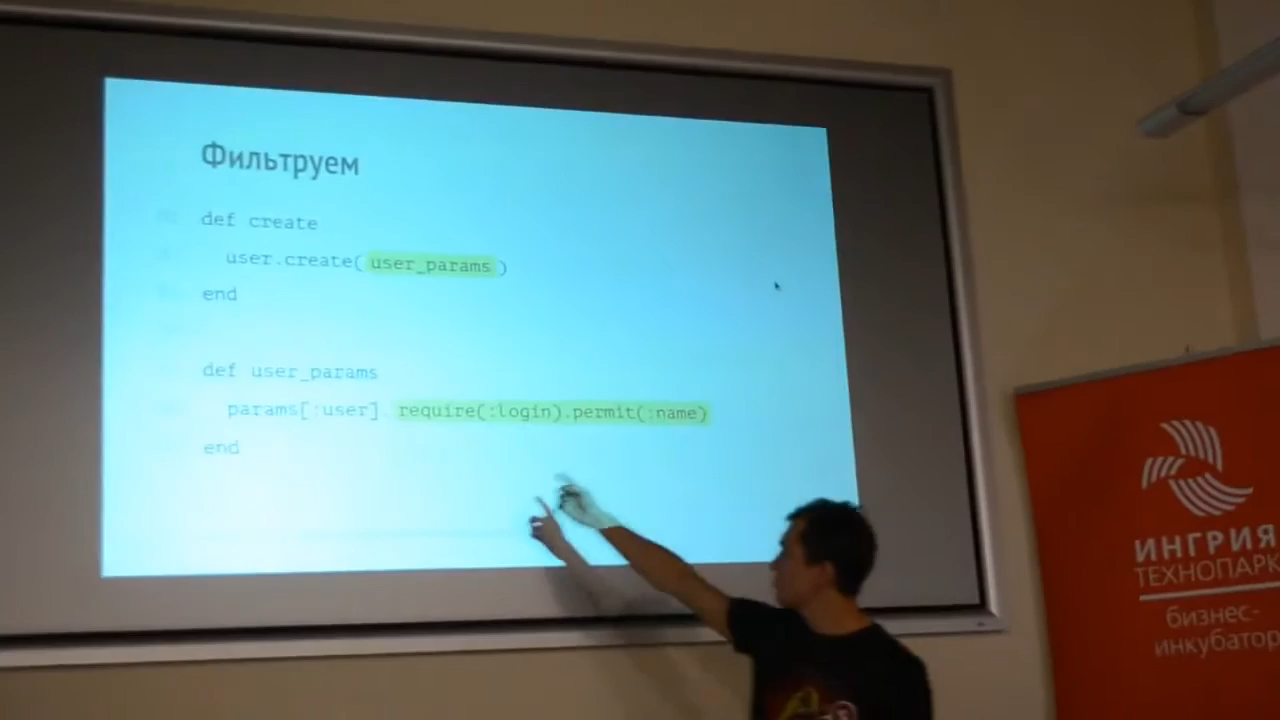 Фильтруем
def create
user.create(user_params)
end
def user_params
params[:user].require(:login).permit(:name)
end
ИНГРИЯ
ТЕХНОПАРК
бизнес-
инкубатор